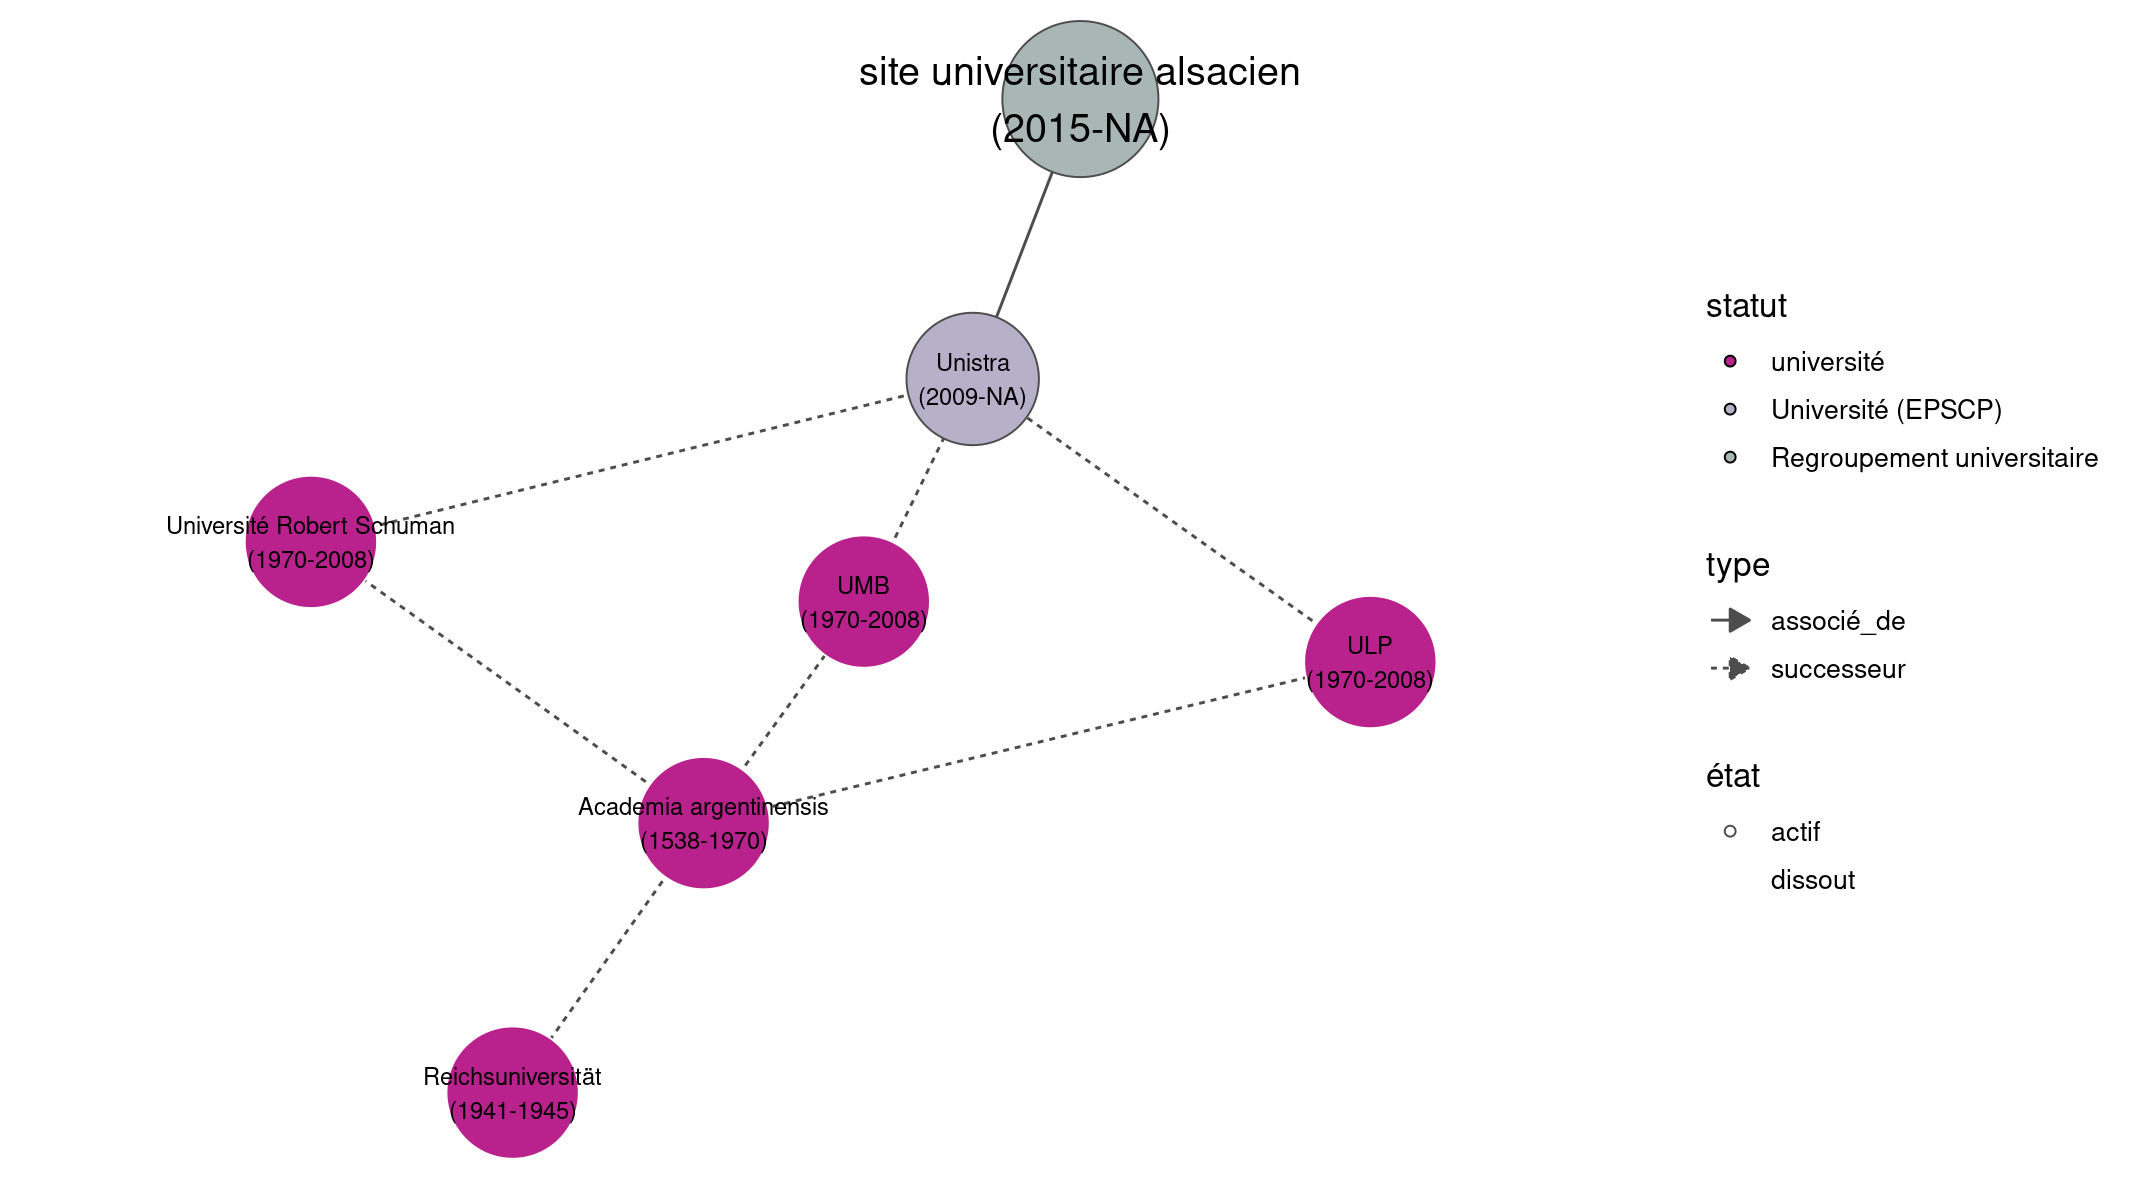 site universitaire alsacien
(2015-NA)
Unistra
(2009-NA)
Université Robert Schuman
(1970-2008)
UMB
(1970-2008)
ULP
(1970-2008)
Academia argentinensis
(1538-1970)
Reichsuniversität
(1941-1945)
statut
université
Université (EPSCP)
Regroupement universitaire
type
associé_de
successeur
état
actif
dissout